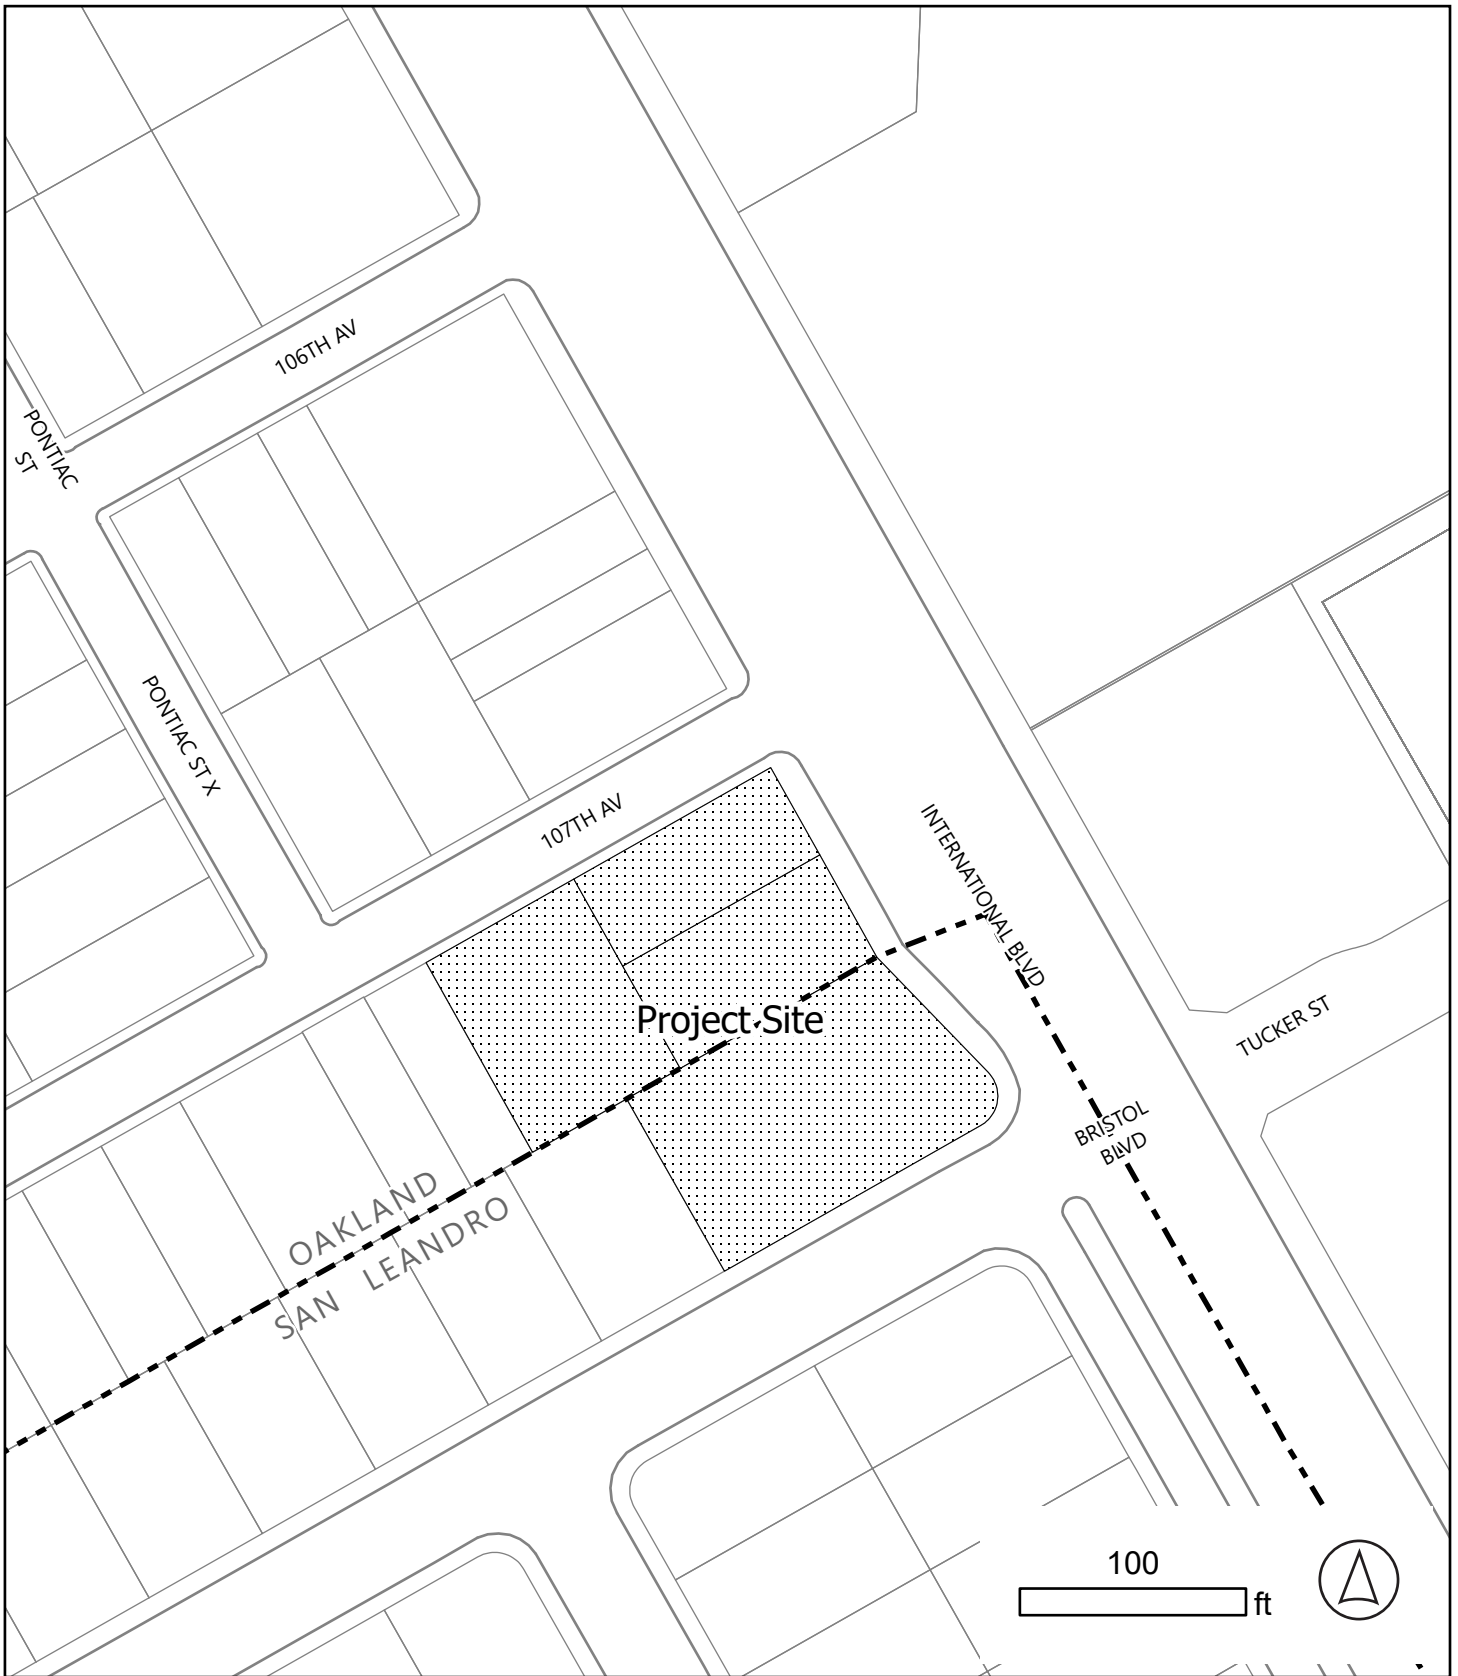 106TH AV
PONTIAC
ST
PONTIAC ST X
107TH AV
INTERNATIONAL BLVD
Project Site
TUCKER ST
BRISTOL
BLVD
OAKLAND
SAN LEANDRO
100
ft